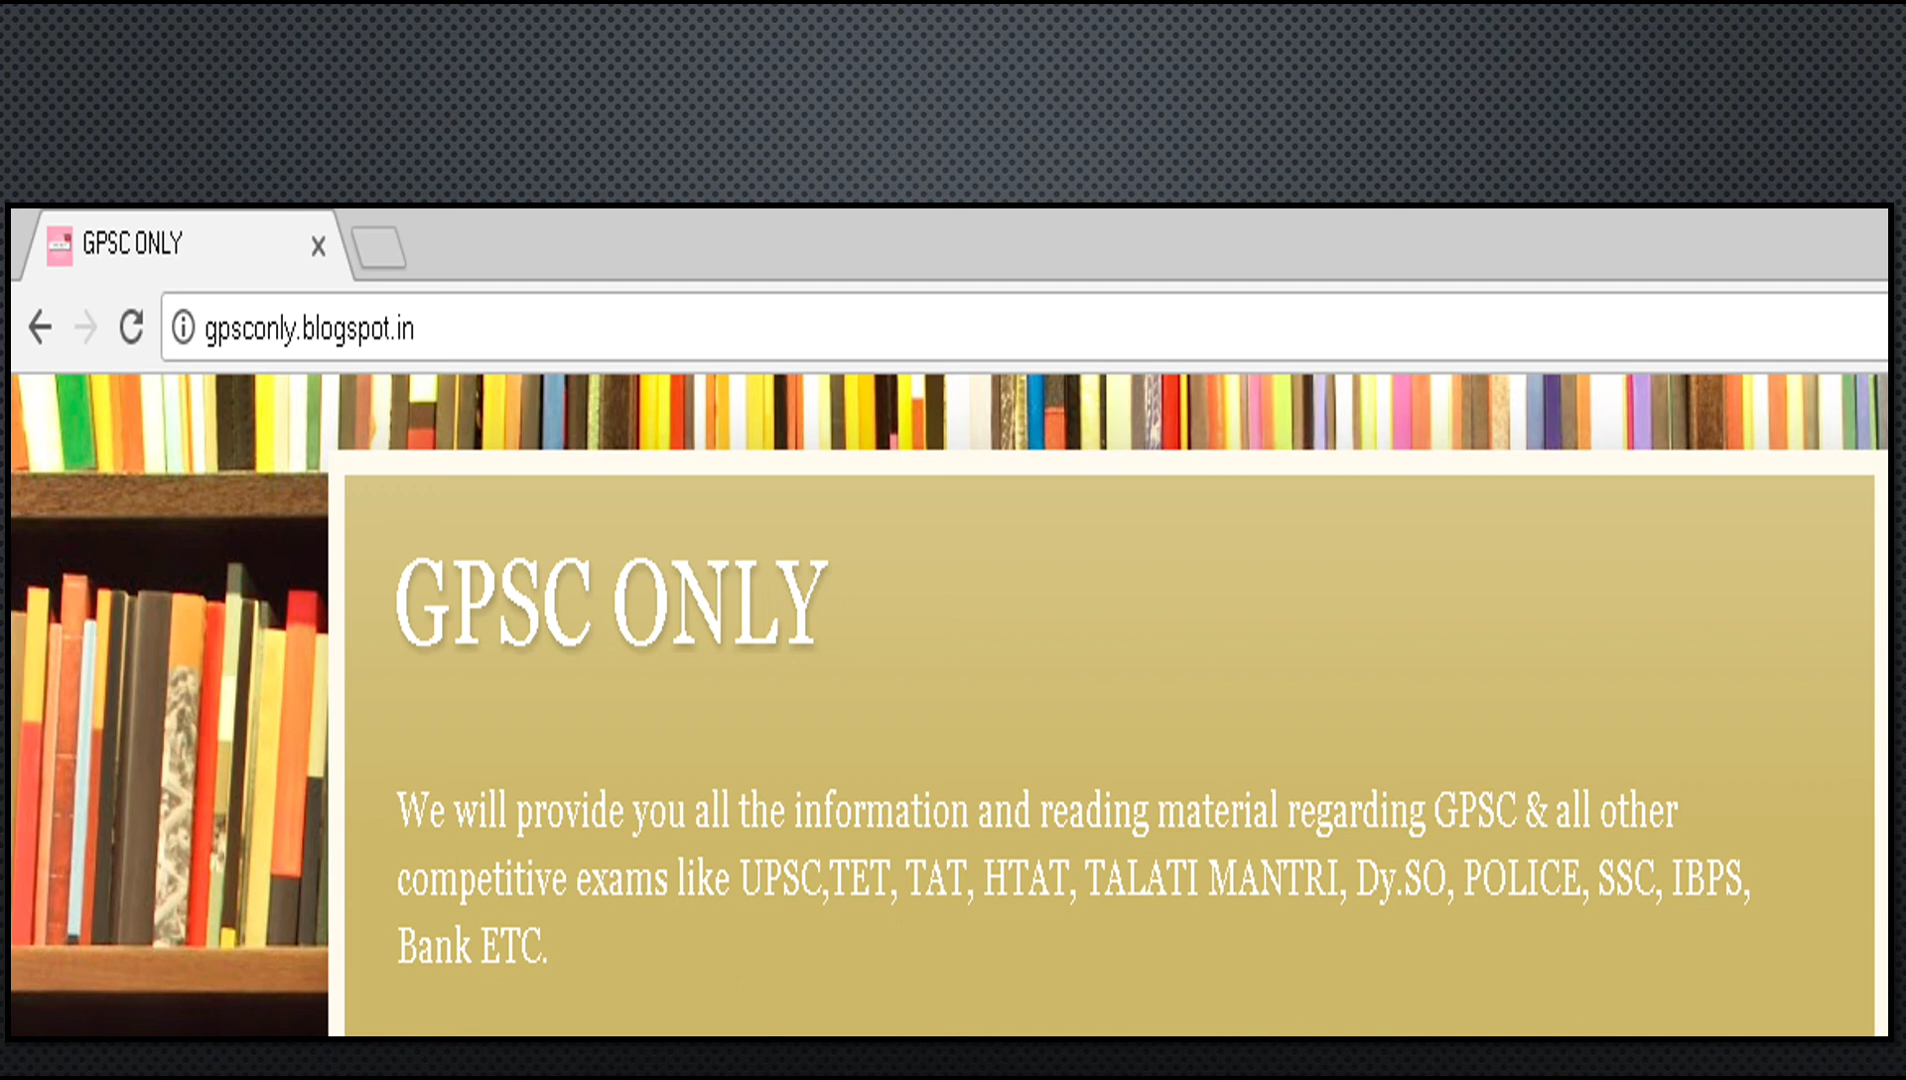 GPSC ONLY
gpsconly.blogspot.in
GPSC ONLY
We will provide you all the information and reading material regarding GPSC & all other
competitive exams like UPSC,TET, TAT, HTAT, TALATI MANTRI, Dy.SO, POLICE, SSC, IBPS,
Bank ETC.